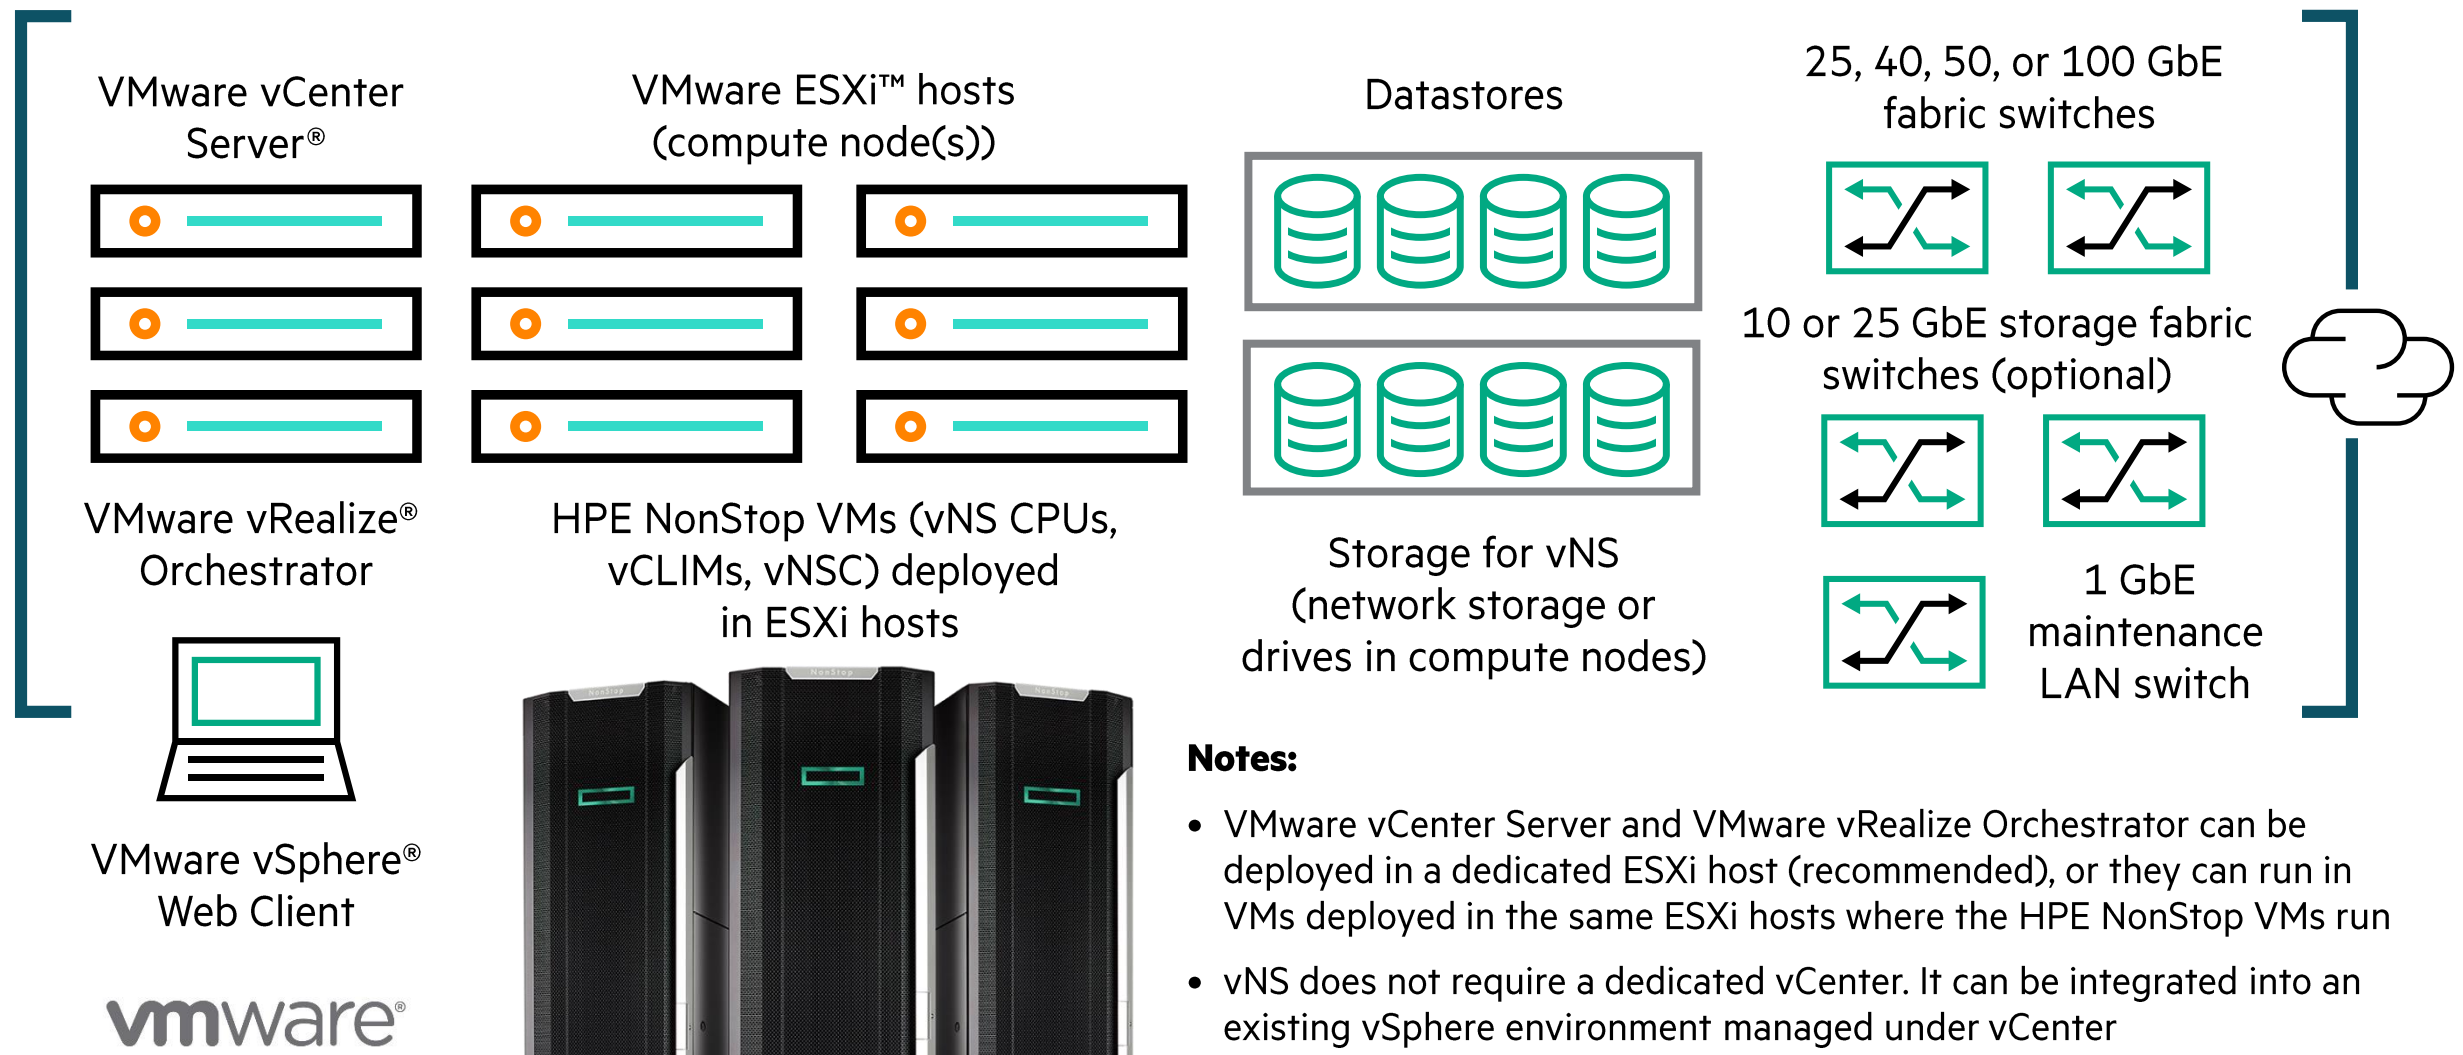 VMware vCenter
Server®
VMware ESXi™ hosts
(compute node(s))
Datastores
25, 40, 50, or 100 GbE
fabric switches
10 or 25 GbE storage fabric
switches (optional)
VMware vRealize®
Orchestrator
HPE NonStop VMs (vNS CPUs,
vCLIMs, vNSC) deployed
in ESXi hosts
Storage for vNS
(network storage or
drives in compute nodes)
1 GbE
maintenance
LAN switch
NonStop
NonStop
NonStop
VMware vSphere®
Web Client
vmware®
Notes:
• VMware vCenter Server and VMware vRealize Orchestrator can be
deployed in a dedicated ESXi host (recommended), or they can run in
VMs deployed in the same ESXi hosts where the HPE NonStop VMs run
• vNS does not require a dedicated vCenter. It can be integrated into an
existing vSphere environment managed under vCenter